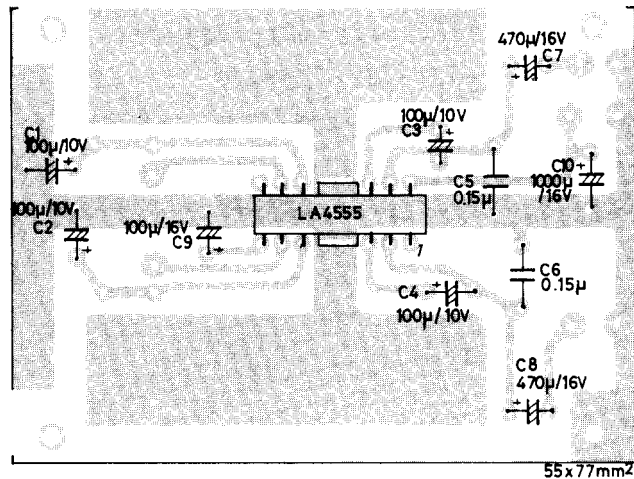 470µ/16V
C7
100µ/10V
C3
C1
100µ/10V
C5
0.15µ
C10
1000µ
/16V
100µ/10V
C2
100µ/16V
C9
LA4555
1
C6
0.15µ
C4
100µ/10V
C8
470µ/16V
55x77mm²